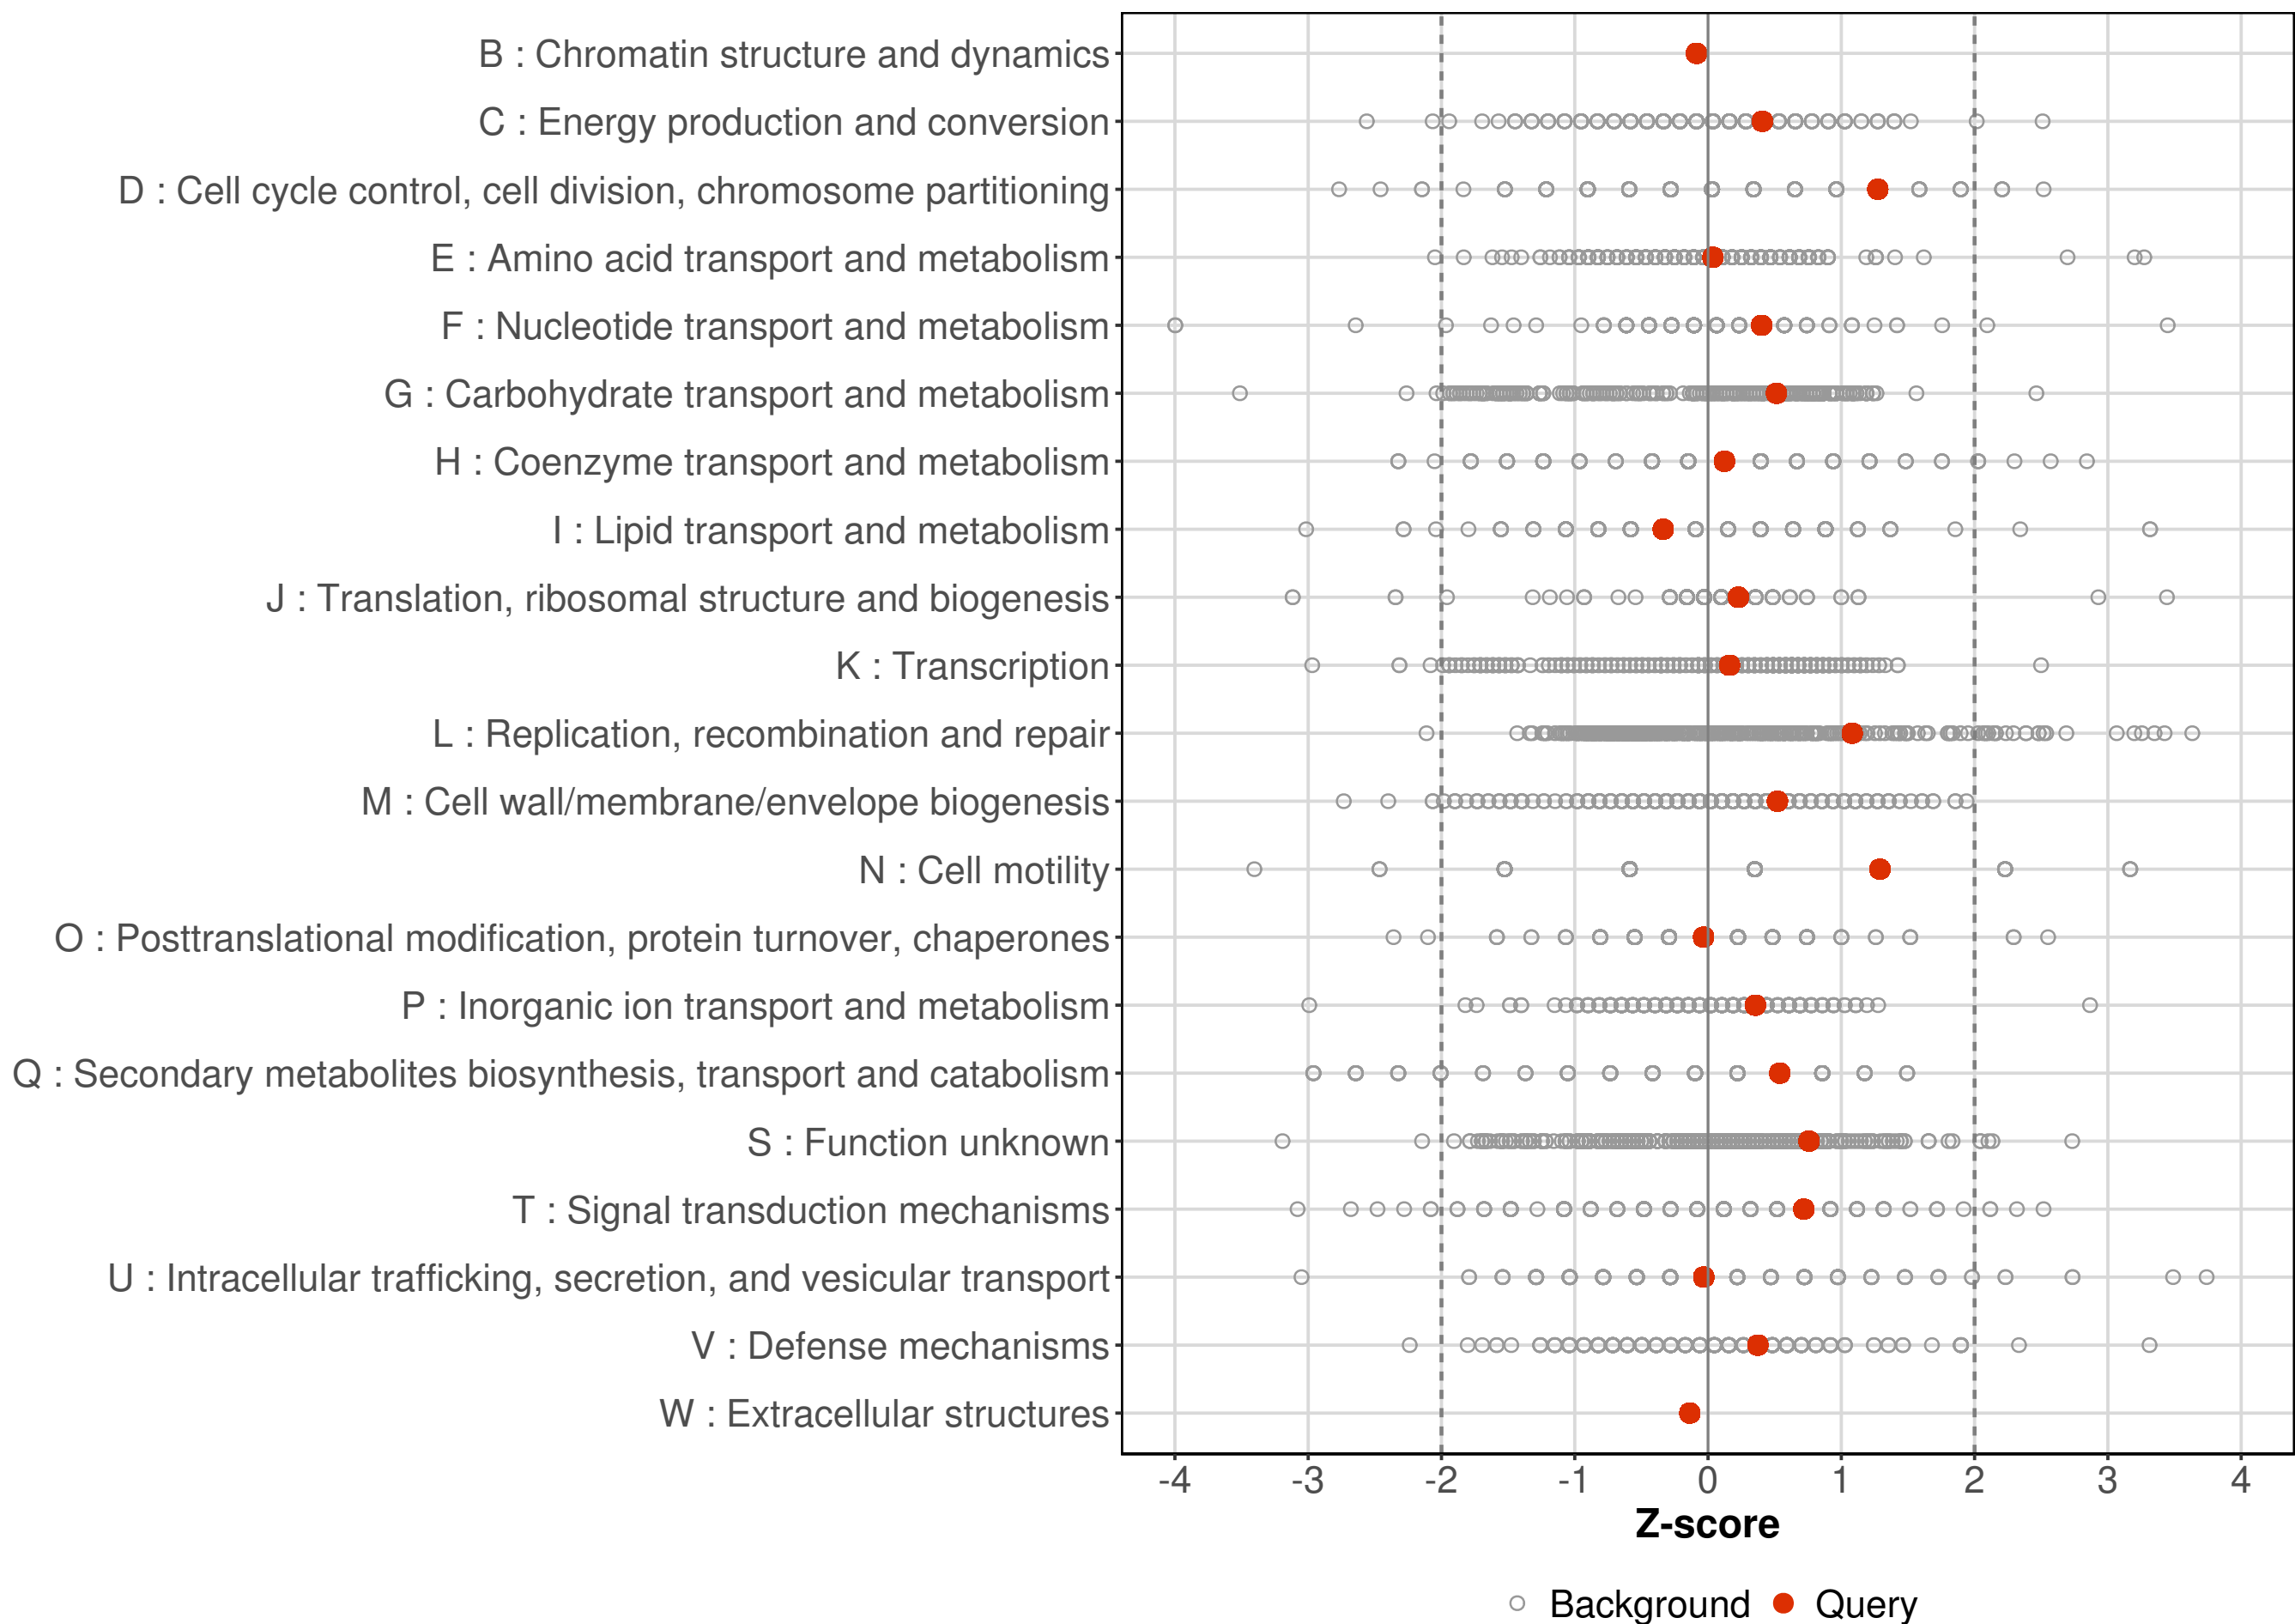 B : Chromatin structure and dynamics
C : Energy production and conversion
D : Cell cycle control, cell division, chromosome partitioning
E : Amino acid transport and metabolism
F : Nucleotide transport and metabolism
G : Carbohydrate transport and metabolism
H : Coenzyme transport and metabolism
I : Lipid transport and metabolism
J : Translation, ribosomal structure and biogenesis
K : Transcription
L : Replication, recombination and repair
M : Cell wall/membrane/envelope biogenesis
N : Cell motility
O : Posttranslational modification, protein turnover, chaperones
P : Inorganic ion transport and metabolism
Q : Secondary metabolites biosynthesis, transport and catabolism
S : Function unknown
T : Signal transduction mechanisms
U : Intracellular trafficking, secretion, and vesicular transport
V : Defense mechanisms
W : Extracellular structures
-4 -3 -2 -1 0 1 2 3 4
Z-score
Background Query